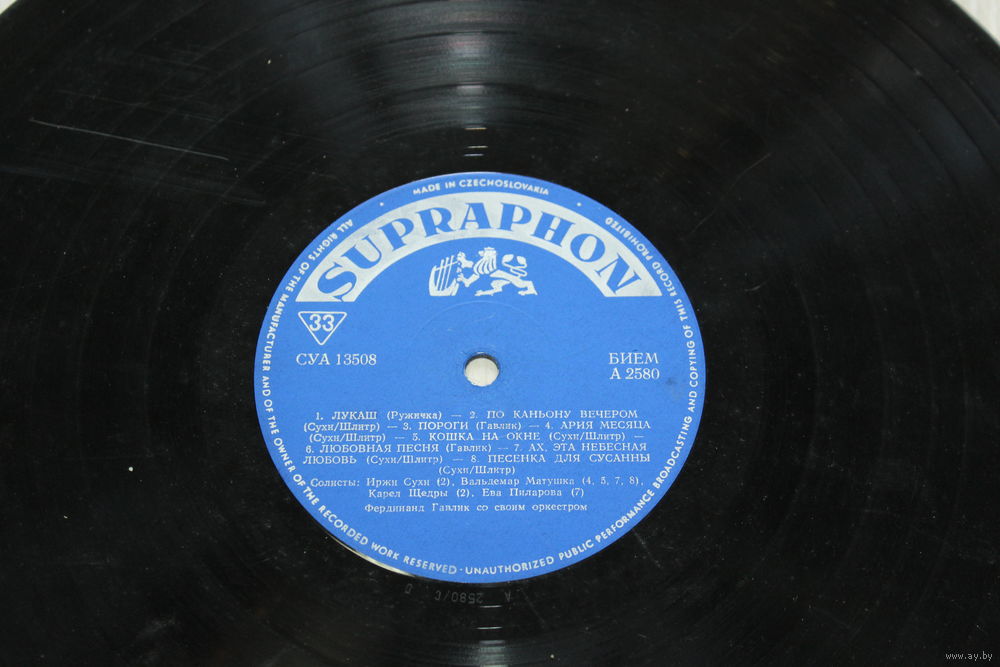 MADE IN CZECHOSLOVAKIA
SUPRAPHON
ALL RIGHTS OF THE MANUFACTURER AND OF THE OWNER OF THE RECORDED WORK RESERVED - UNAUTHORIZED PUBLIC PERFORMANCE BROADCASTING AND COPYING OF THIS RECORD PROHIBITED
33
СУА 13508
БИЕМ
А 2580
1. ЛУКАШ (Ружичка) — 2. ПО КАНЬОНУ ВЕЧЕРОМ
(Сухи/Шлитр) — 3. ПОРОГИ (Гавлик) — 4. АРИЯ МЕСЯЦА
(Сухи/Шлитр) — 5. КОШКА НА ОКНЕ (Сухи/Шлитр) —
6. ЛЮБОВНАЯ ПЕСНЯ (Гавлик) — 7. АХ, ЭТА НЕБЕСНАЯ
ЛЮБОВЬ (Сухи/Шлитр) — 8. ПЕСЕНКА ДЛЯ СУСАННЫ
(Сухи/Шлитр)
Солисты: Иржи Сухи (2), Вальдемар Матушка (4, 5, 7, 8),
Карел Щедры (2), Ева Пиларова (7)
Фердинанд Гавлик со своим оркестром
A 2580/C
www.ay.by